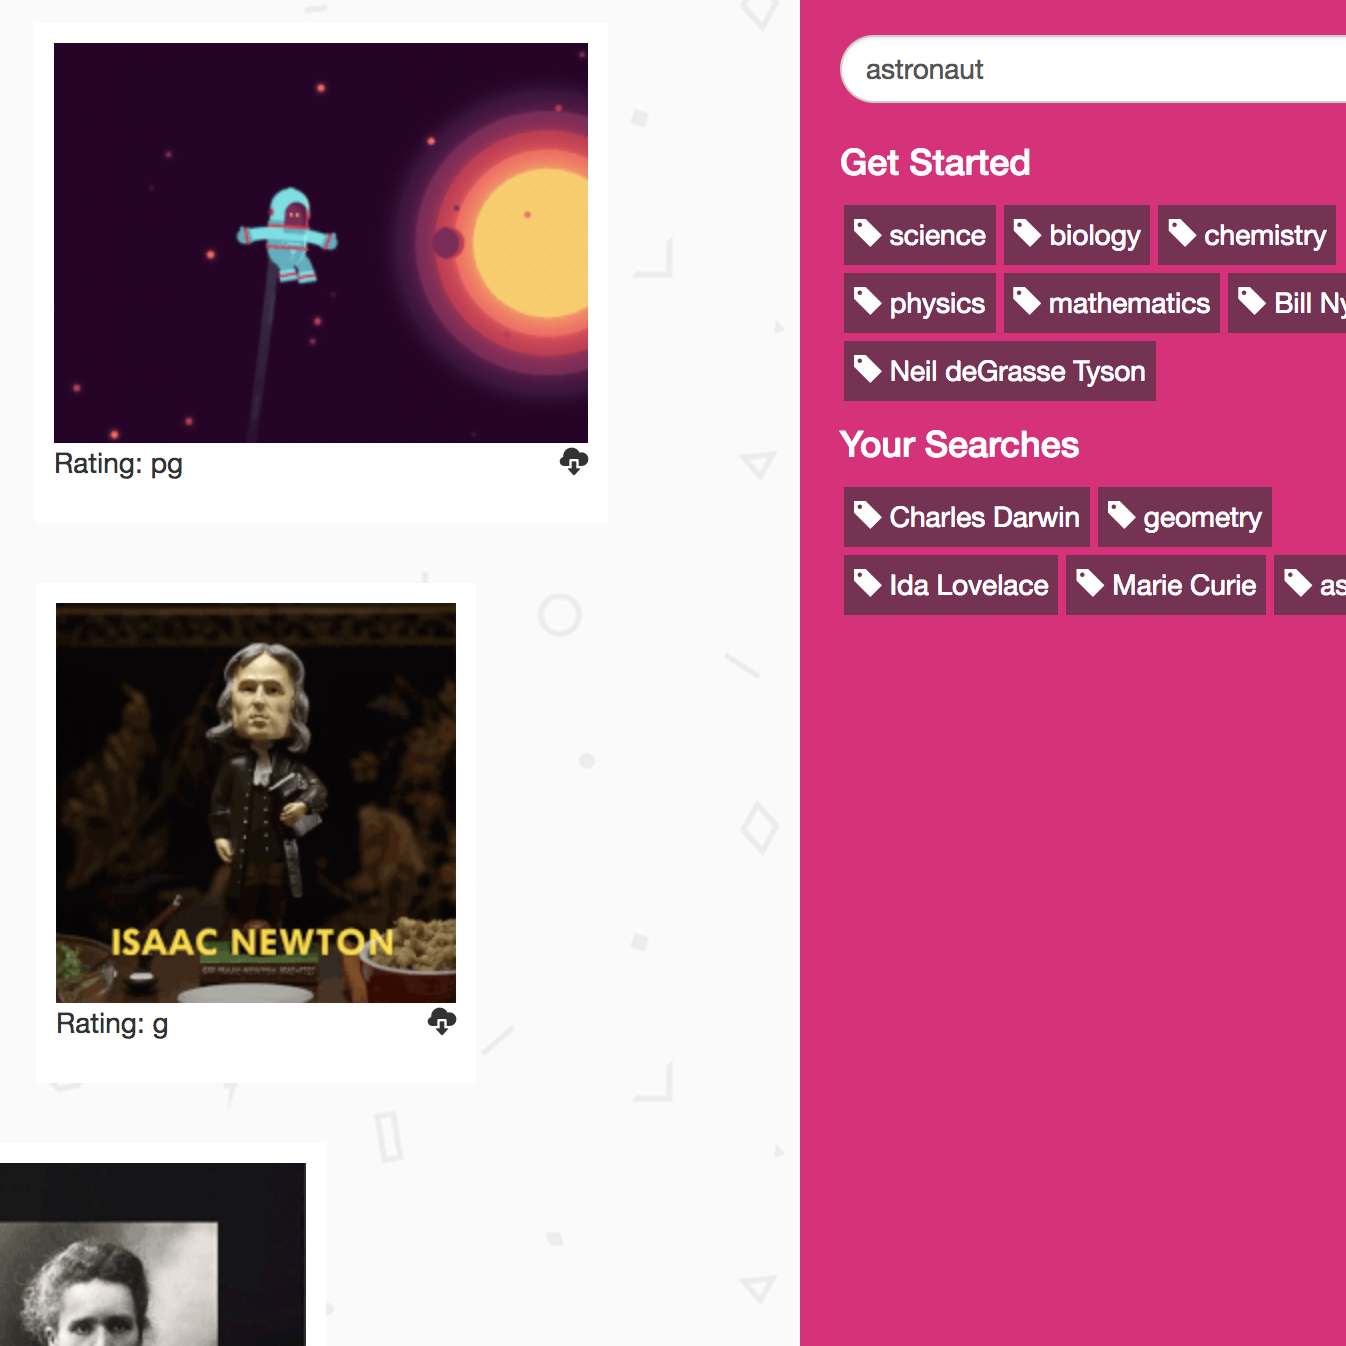 Rating: pg
ISAAC NEWTON
Rating: g
astronaut
Get Started
science biology chemistry
physics mathematics Bill Ny
Neil deGrasse Tyson
Your Searches
Charles Darwin geometry
Ida Lovelace Marie Curie as